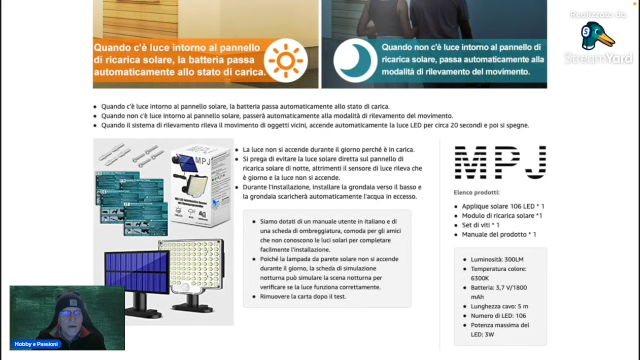 Realizzato da
StreamYard
Quando c'è luce intorno al pannello
di ricarica solare, la batteria passa
automaticamente allo stato di carica.
Quando non c'è luce intorno al pannello di
ricarica solare, passa automaticamente alla
modalità di rilevamento del movimento.
• Quando c'è luce intorno al pannello solare, la batteria passa automaticamente allo stato di carica.
• Quando non c'è luce intorno al pannello solare, passerà automaticamente alla modalità di rilevamento del movimento.
• Quando il sistema di rilevamento rileva il movimento di oggetti vicini, accende automaticamente la luce LED per circa 20 secondi e poi si spegne.
MPJ
• La luce non si accende durante il giorno perché è in carica.
• Si prega di evitare la luce solare diretta sul pannello di
ricarica solare di notte, altrimenti il sensore di luce rileva che
è giorno e la luce non si accende.
• Durante l'installazione, installare la grondaia verso il basso e
la grondaia scaricherà automaticamente l'acqua in eccesso.
• Siamo dotati di un manuale utente in italiano e di
una scheda di ombreggiatura, comoda per gli amici
che non conoscono le luci solari per completare
facilmente l'installazione.
• Poiché la lampada da parete solare non si accende
durante il giorno, la scheda di simulazione
notturna può simulare la scena notturna per
verificare se la luce funziona correttamente.
• Rimuovere la carta dopo il test.
MPJ
Elenco prodotti:
• Applique solare 106 LED * 1
• Modulo di ricarica solare *1
• Set di viti * 1
• Manuale del prodotto * 1
• Luminosità: 300LM
• Temperatura colore:
6300K
• Batteria: 3,7 V/1800
mAh
• Lunghezza cavo: 5 m
• Numero di LED: 106
• Potenza massima del
LED: 3W
Hobby e Passioni